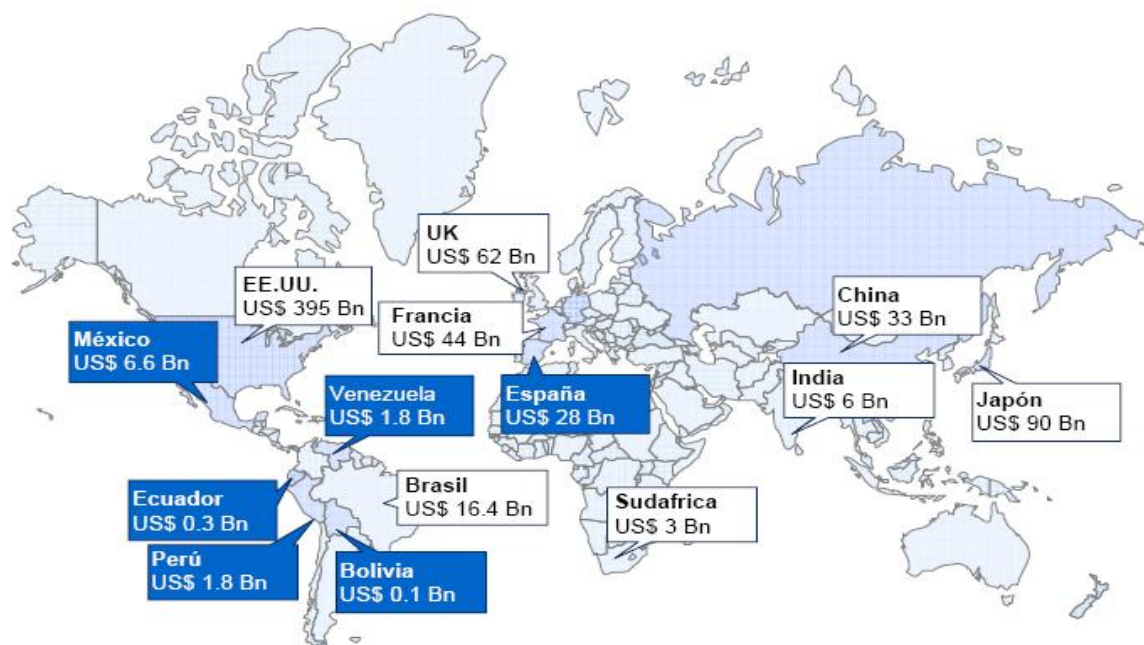 UK
US$ 62 Bn
EE.UU.
US$ 395 Bn
China
US$ 33 Bn
Francia
US$ 44 Bn
México
US$ 6.6 Bn
India
US$ 6 Bn
Venezuela
US$ 1.8 Bn
España
US$ 28 Bn
Japón
US$ 90 Bn
Ecuador
US$ 0.3 Bn
Brasil
US$ 16.4 Bn
Sudafrica
US$ 3 Bn
Perú
US$ 1.8 Bn
Bolivia
US$ 0.1 Bn